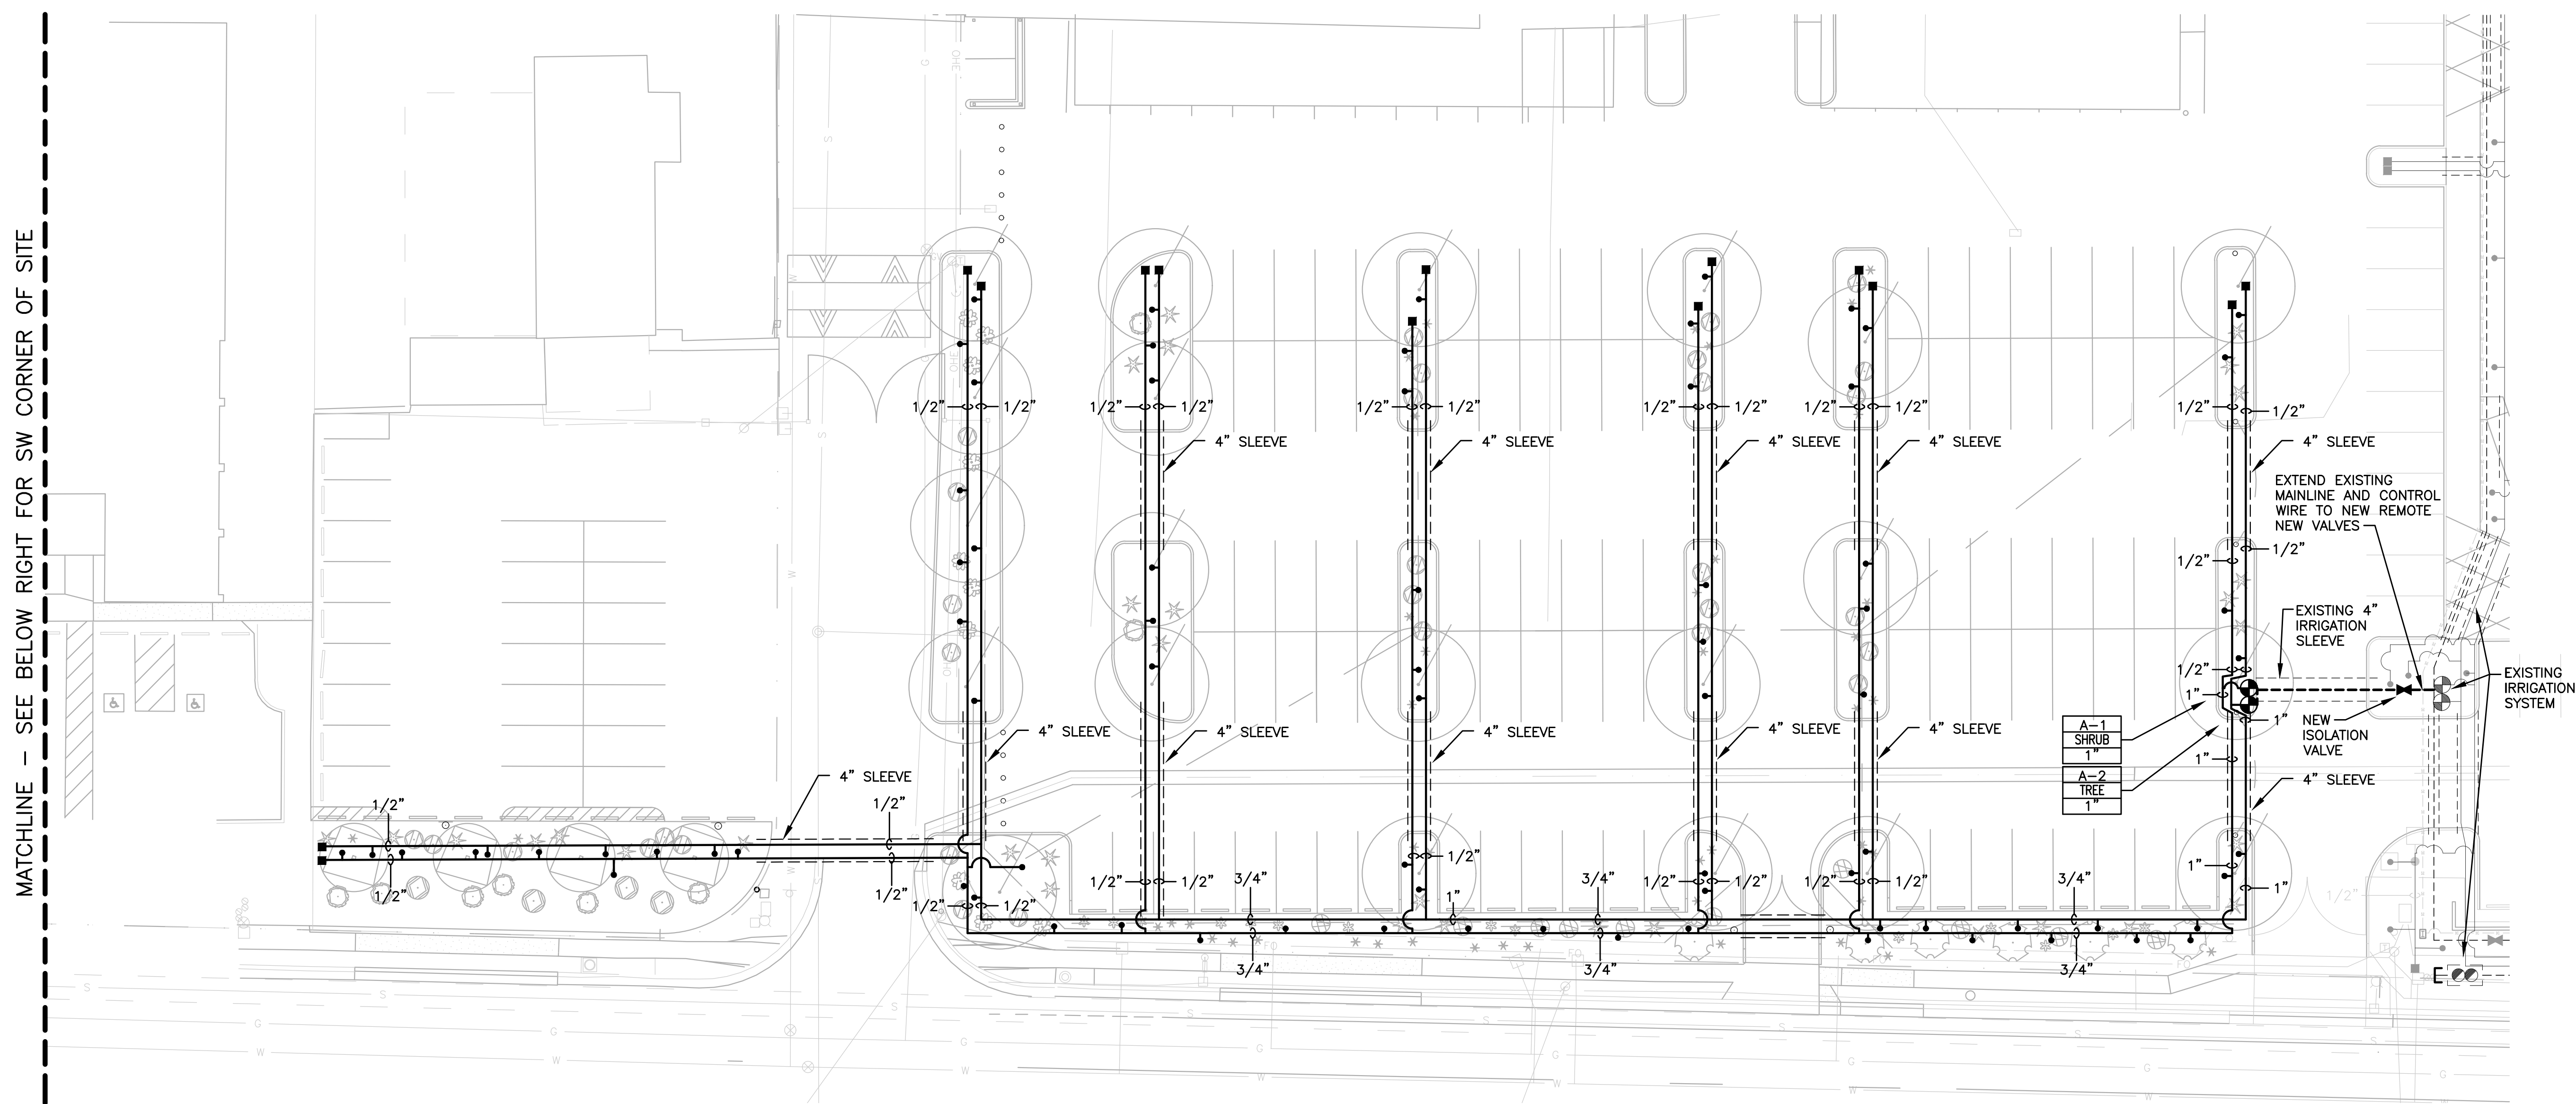 MATCHLINE - SEE BELOW RIGHT FOR SW CORNER OF SITE
OHE
G
S
W
1/2" 1/2" 1/2" 1/2" 1/2" 1/2" 1/2" 1/2" 1/2" 1/2" 1/2" 1/2"
4" SLEEVE 4" SLEEVE 4" SLEEVE 4" SLEEVE 4" SLEEVE
EXTEND EXISTING
MAINLINE AND CONTROL
WIRE TO NEW REMOTE
NEW VALVES
1/2" 1/2"
EXISTING 4"
IRRIGATION
SLEEVE
1/2"
1"
EXISTING
IRRIGATION
SYSTEM
A-1
SHRUB
1"
A-2
TREE
1"
1"
1"
NEW
ISOLATION
VALVE
4" SLEEVE 4" SLEEVE 4" SLEEVE 4" SLEEVE 4" SLEEVE
4" SLEEVE
4" SLEEVE
1/2" 1/2"
1/2" 1/2"
1/2" 1/2"
1/2" 1/2" 3/4" 1/2" 1" 3/4" 1/2" 1/2" 1/2" 1/2" 3/4" 1" 1"
3/4" 3/4" 3/4"
1/2"
FO FO FO
S S S S S S S
G G G G G G G G
W W W W W W W